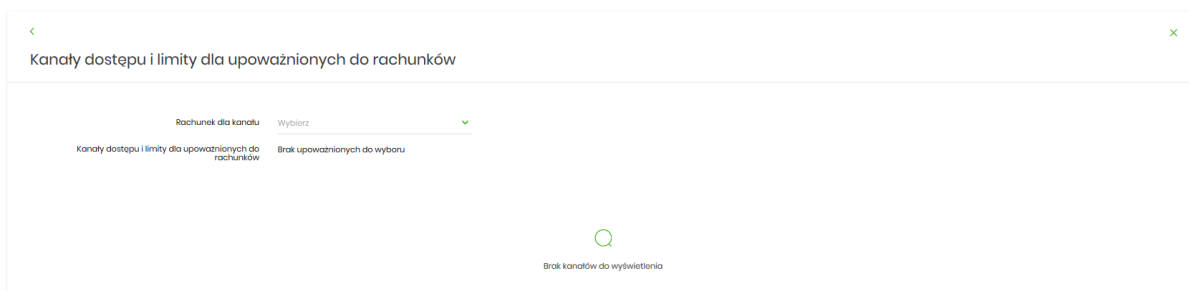 Kanały dostępu i limity dla upoważnionych do rachunków
Rachunek dla kanału
Wybierz
Kanały dostępu i limity dla upoważnionych do
rachunków
Brak upoważnionych do wyboru
Brak kanałów do wyświetlenia